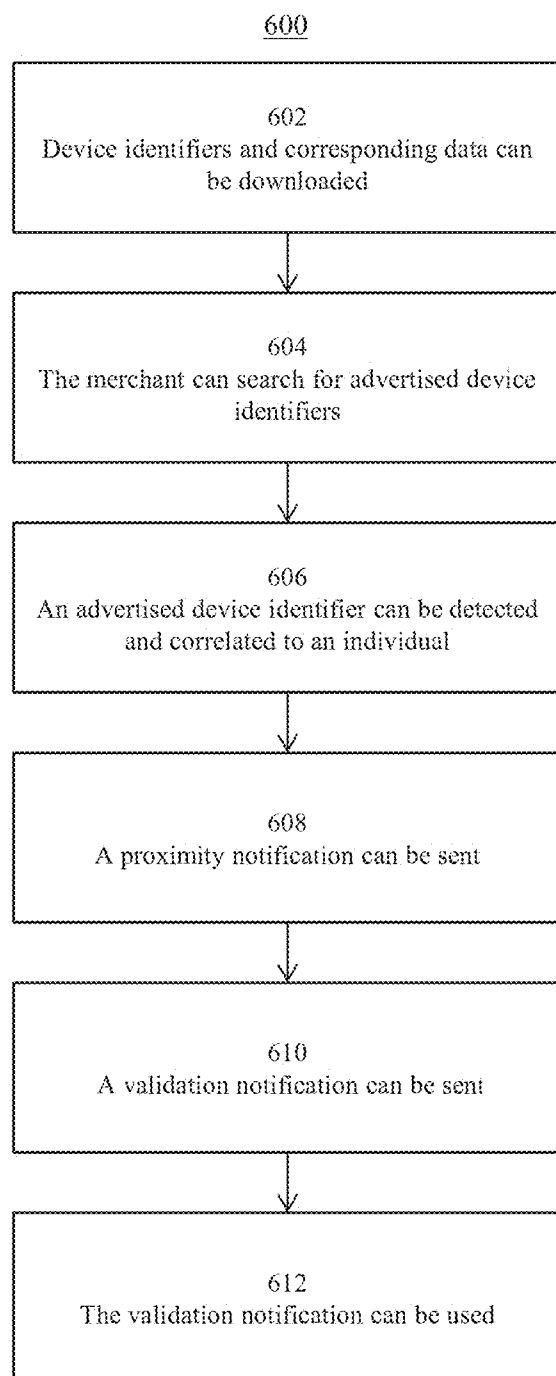 600
602
Device identifiers and corresponding data can
be downloaded
604
The merchant can search for advertised device
identifiers
606
An advertised device identifier can be detected
and correlated to an individual
608
A proximity notification can be sent
610
A validation notification can be sent
612
The validation notification can be used